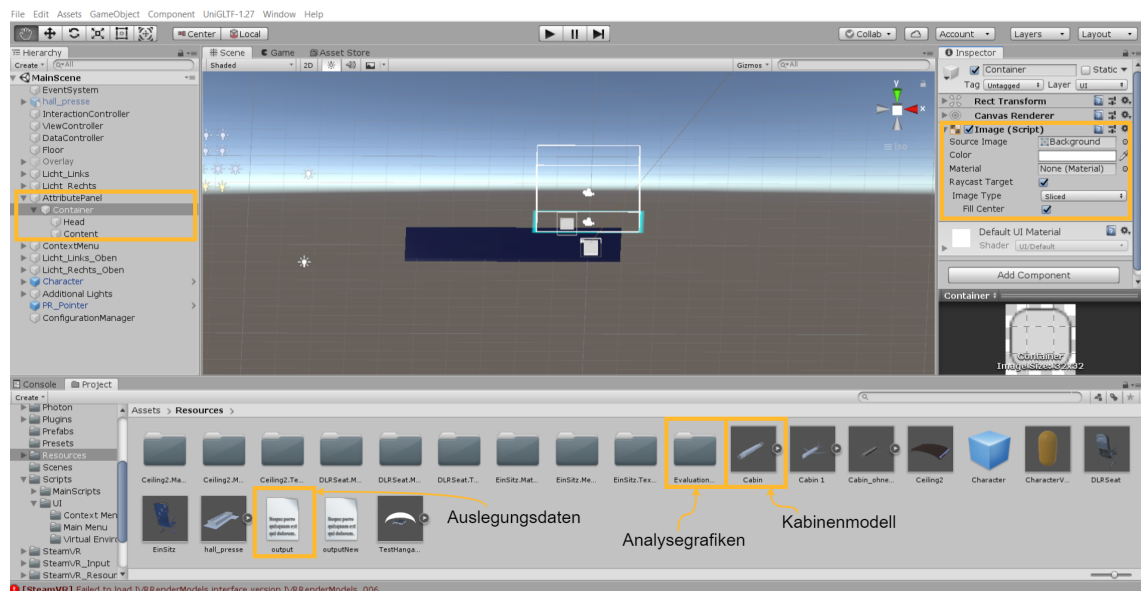 File Edit Assets GameObject Component UniGLTF-1.27 Window Help
Center Local Collab Account Layers Layout
Hierarchy
Create All
MainScene
EventSystem
hall_presse
InteractionController
ViewController
DataController
Floor
Overlay
Licht_Links
Licht_Rechts
AttributePanel
Container
Head
Content
ContextMenu
Licht_Links_Oben
Licht_Rechts_Oben
Character
Additional Lights
PR_Pointer
ConfigurationManager
Scene Game Asset Store
Shaded 2D Gizmos All
y
x
Iso
Inspector
Container Static
Tag Untagged Layer UI
Rect Transform
Canvas Renderer
Image (Script)
Source Image Background
Color
Material None (Material)
Raycast Target
Image Type Sliced
Fill Center
Default UI Material
Shader UI/Default
Add Component
Container
Container
Image Size: 32x32
Console Project
Create
Photon
Plugins
Prefabs
Presets
Resources
Scenes
Scripts
MainScripts
UI
Context Men
Main Menu
Virtual Enviro
SteamVR
SteamVR_Input
SteamVR_Resour
Assets > Resources >
Ceiling2.Ma... Ceiling2.M... Ceiling2.Te... DLRSeat.M... DLRSeat.M... DLRSeat.T... EinSitz.Mat... EinSitz.Me... EinSitz.Tex... Evaluation... Cabin Cabin 1 Cabin_ohne... Ceiling2 Character CharacterV... DLRSeat
EinSitz hall_presse output outputNew TestHanga...
Auslegungsdaten
Analysegrafiken
Kabinenmodell
[SteamVR] Failed to load IVRRenderModels interface version IVRRenderModels_006